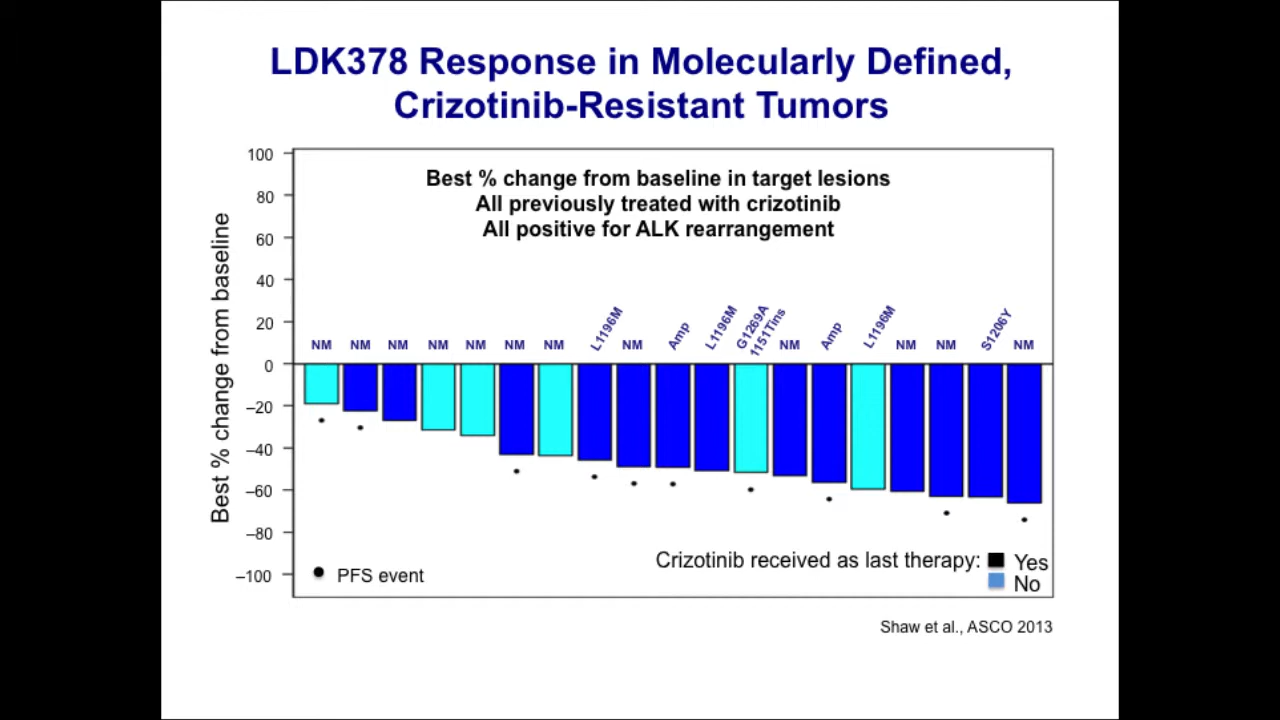 LDK378 Response in Molecularly Defined,
Crizotinib-Resistant Tumors
Best % change from baseline
100
80
60
40
20
0
–20
–40
–60
–80
–100
Best % change from baseline in target lesions
All previously treated with crizotinib
All positive for ALK rearrangement
NM
NM
NM
NM
NM
NM
NM
L1196M
NM
Amp
L1196M
G1269A
1151Tins
NM
Amp
L1196M
NM
NM
S1206Y
NM
PFS event
Crizotinib received as last therapy:
Yes
No
Shaw et al., ASCO 2013